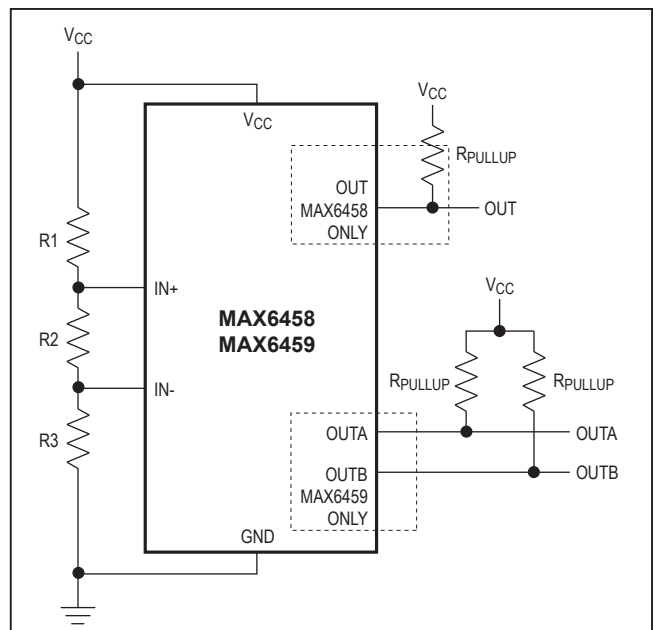 VCC
VCC
VCC
RPULLUP
OUT
MAX6458
ONLY
OUT
R1
IN+
MAX6458
MAX6459
R2
IN-
R3
VCC
RPULLUP
RPULLUP
OUTA
OUTA
OUTB
OUTB
MAX6459
ONLY
GND